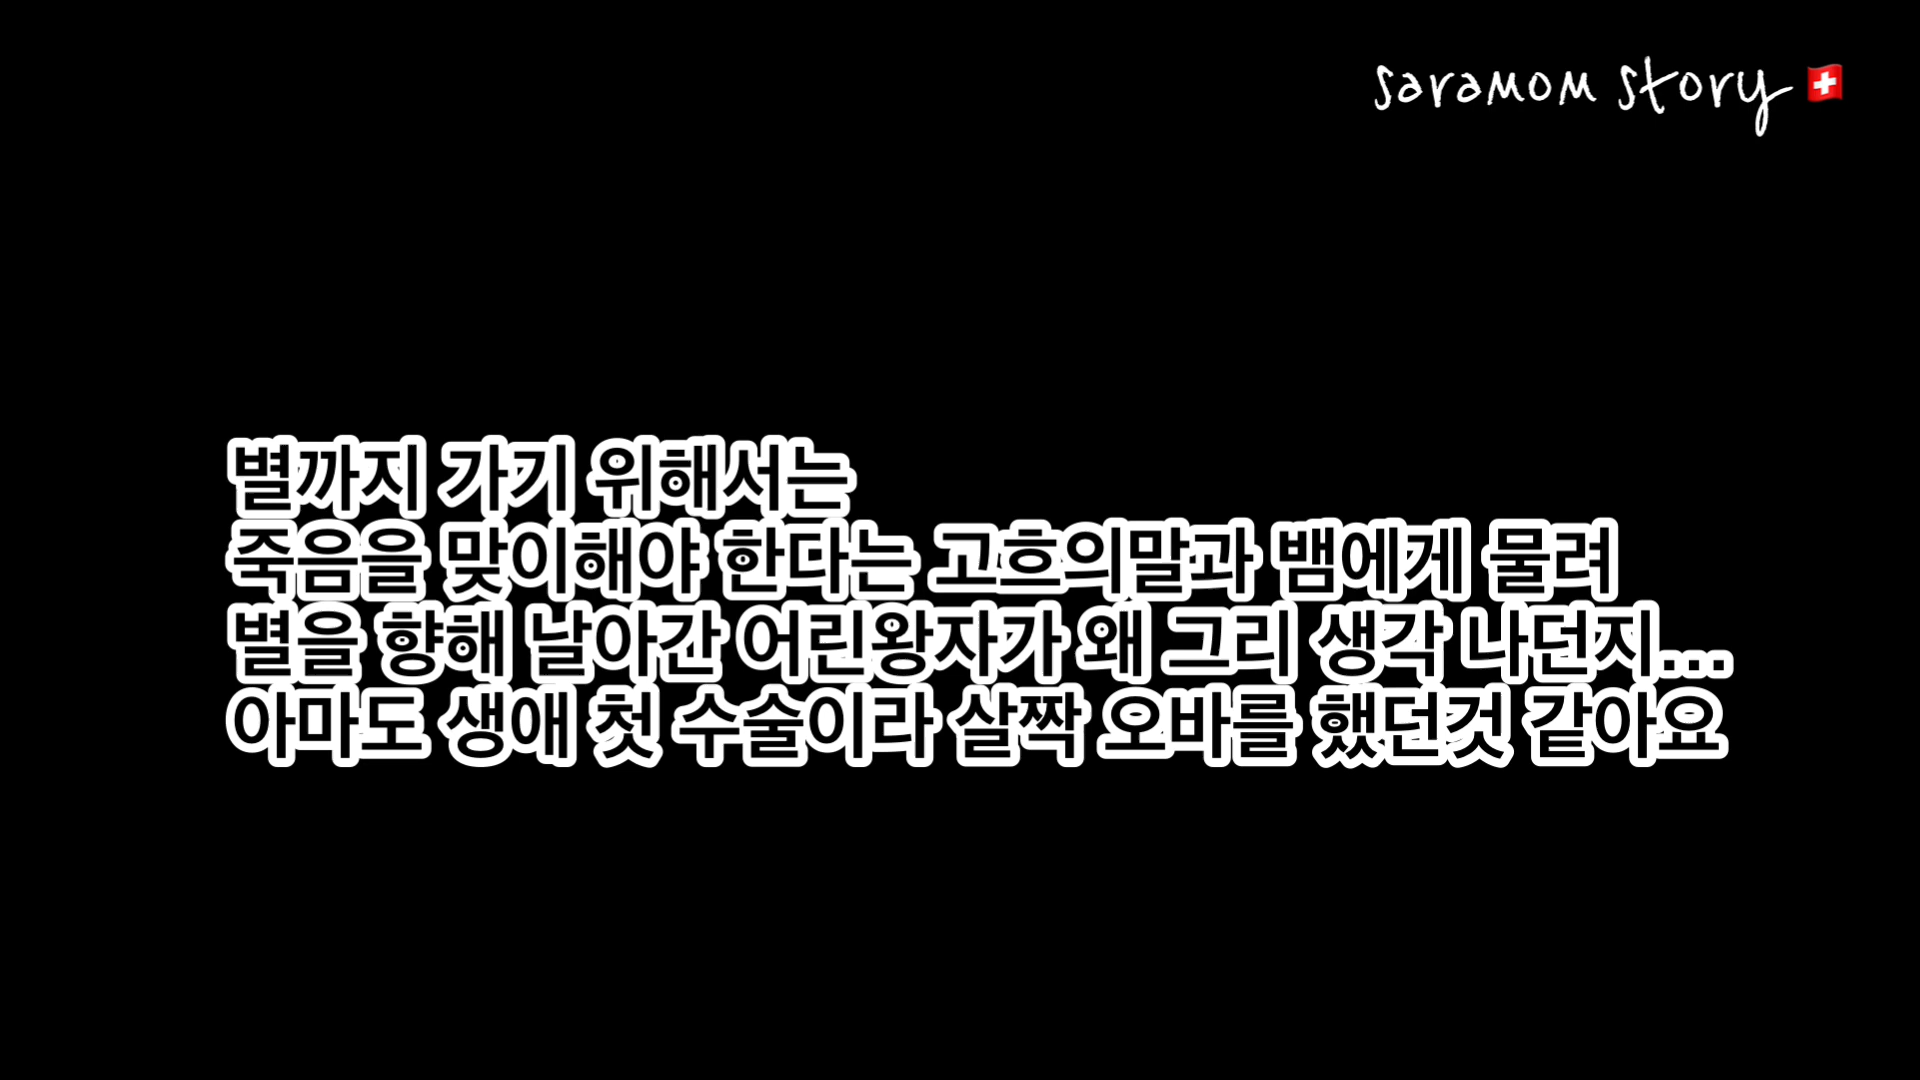 saramom story
별까지 가기 위해서는
죽음을 맞이해야 한다는 고흐의말과 뱀에게 물려
별을 향해 날아간 어린왕자가 왜 그리 생각 나던지...
아마도 생애 첫 수술이라 살짝 오바를 했던것 같아요